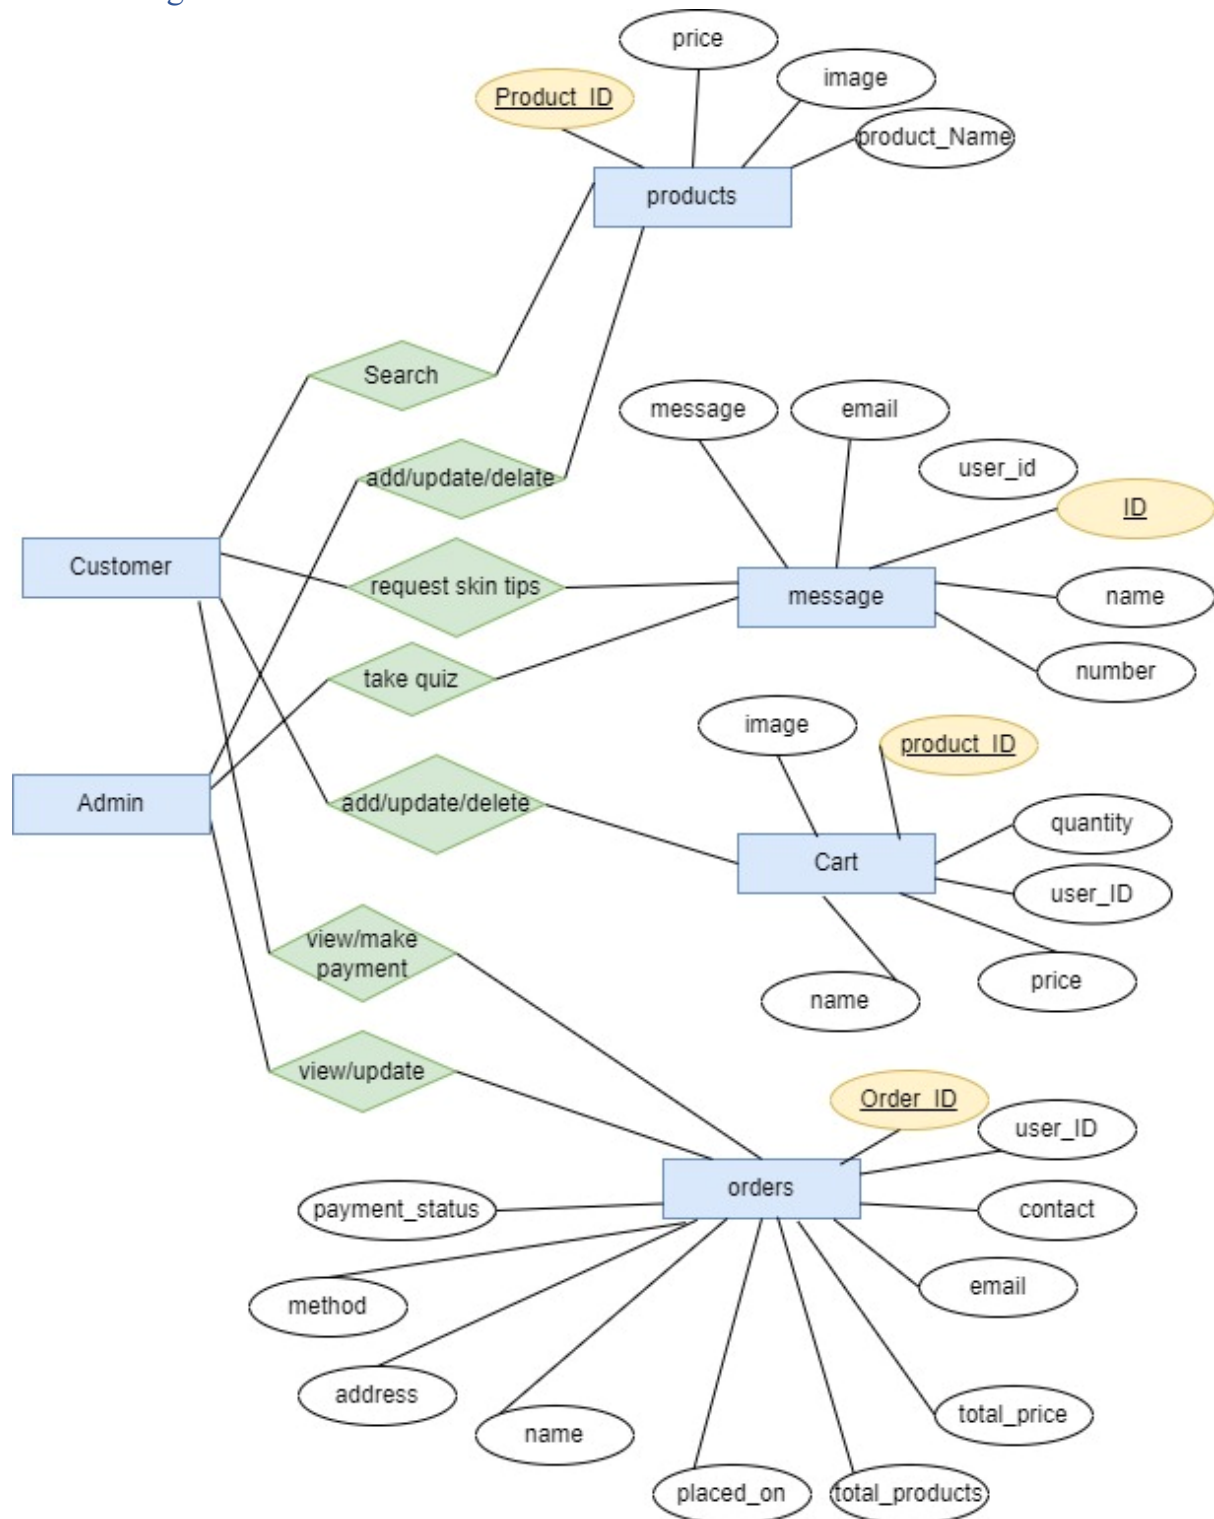 price
image
Product_ID
product_Name
products
Search
message
email
user_id
add/update/delate
ID
Customer
request skin tips
message
name
take quiz
number
image
product_ID
Admin
add/update/delete
quantity
Cart
user_ID
view/make
payment
price
name
view/update
Order_ID
user_ID
orders
payment_status
contact
email
method
address
total_price
name
placed_on
total_products